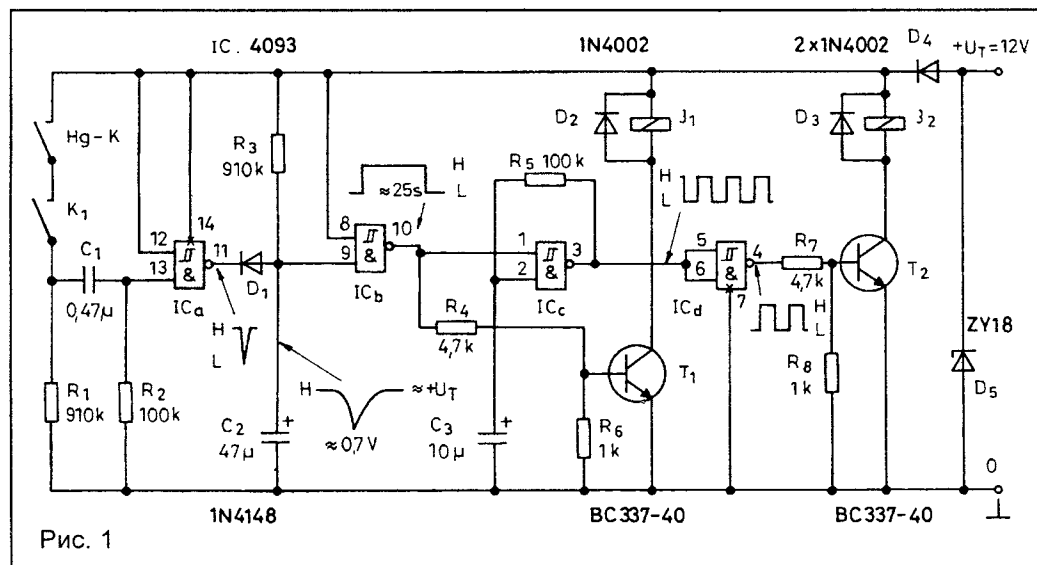 IC. 4093
1N4002
2x1N4002
D4
+UT=12V
Hg-K
R3
910k
D2
J1
D3
J2
K1
H
L
≈25s
R5 100k
H
L
12
14
13
11
&
ICa
C1
0,47µ
D1
8
9
10
&
ICb
1
2
3
&
ICc
5
6
4
7
&
ICd
R7
4,7k
T2
H
L
R4
4,7k
H
L
ZY18
R1
910k
R2
100k
H
≈+UT
≈0,7V
T1
R8
1k
D5
C2
47µ
+
C3
10µ
+
R6
1k
0
1N4148
BC337-40
BC337-40
Рис. 1